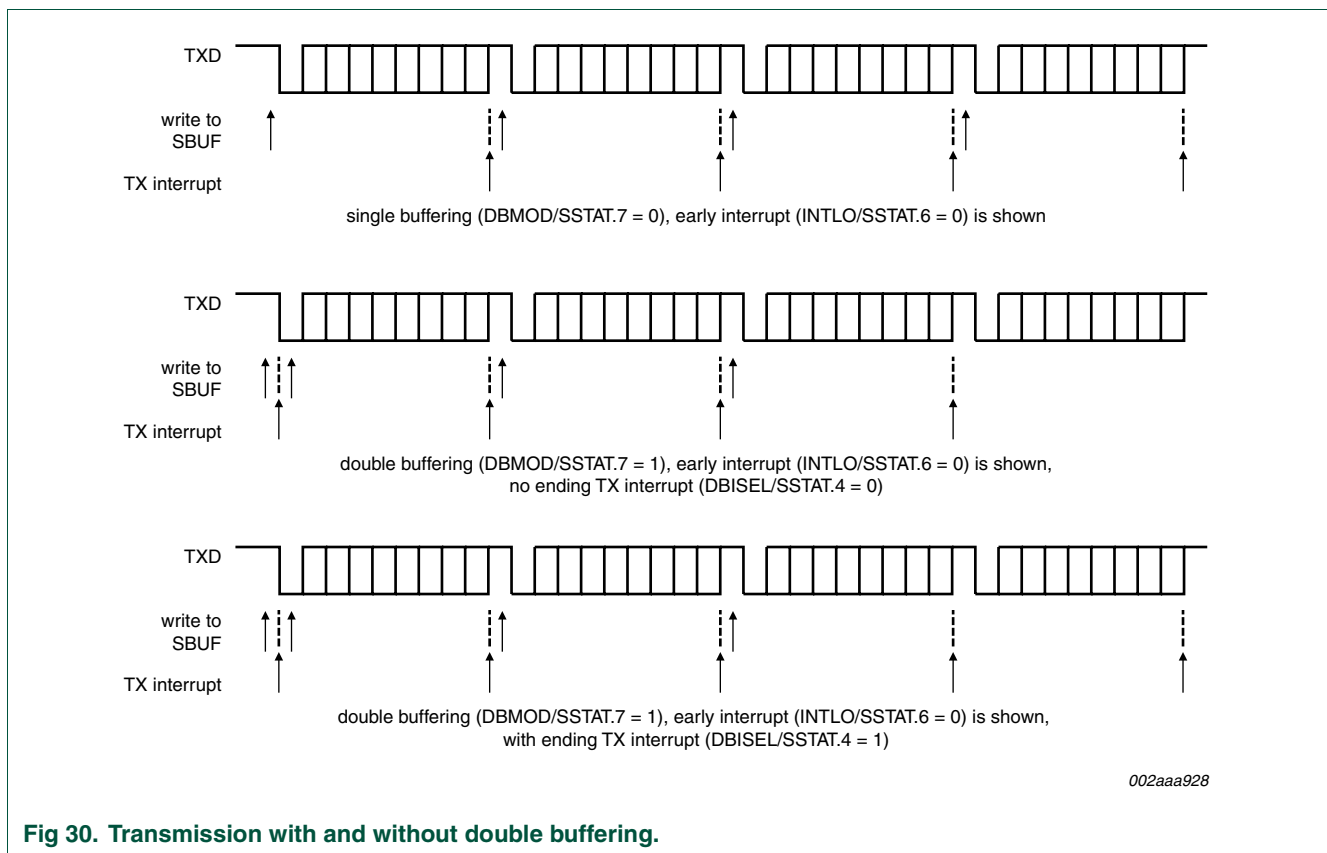 TXD
write to
SBUF
TX interrupt
single buffering (DBMOD/SSTAT.7 = 0), early interrupt (INTLO/SSTAT.6 = 0) is shown
TXD
write to
SBUF
TX interrupt
double buffering (DBMOD/SSTAT.7 = 1), early interrupt (INTLO/SSTAT.6 = 0) is shown,
no ending TX interrupt (DBISEL/SSTAT.4 = 0)
TXD
write to
SBUF
TX interrupt
double buffering (DBMOD/SSTAT.7 = 1), early interrupt (INTLO/SSTAT.6 = 0) is shown,
with ending TX interrupt (DBISEL/SSTAT.4 = 1)
002aaa928
Fig 30. Transmission with and without double buffering.